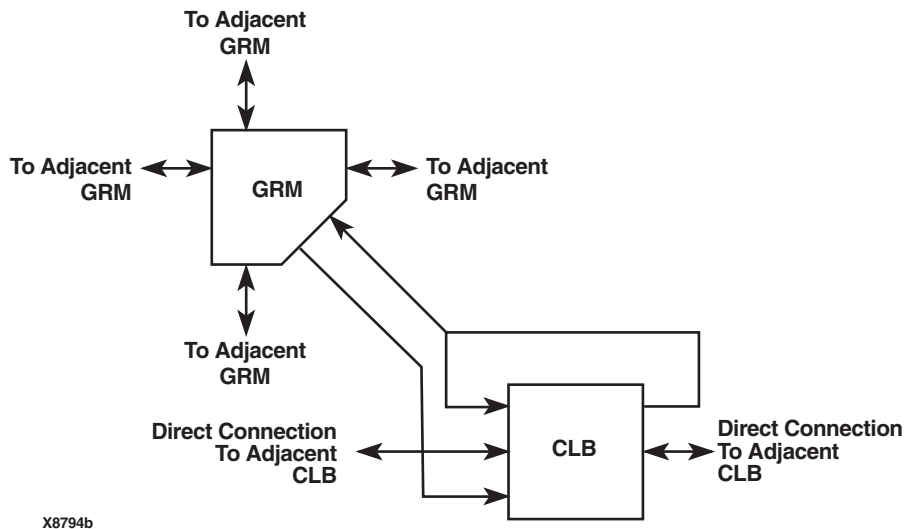 To Adjacent
GRM
To Adjacent
GRM
GRM
To Adjacent
GRM
To Adjacent
GRM
Direct Connection
To Adjacent
CLB
CLB
Direct Connection
To Adjacent
CLB
X8794b